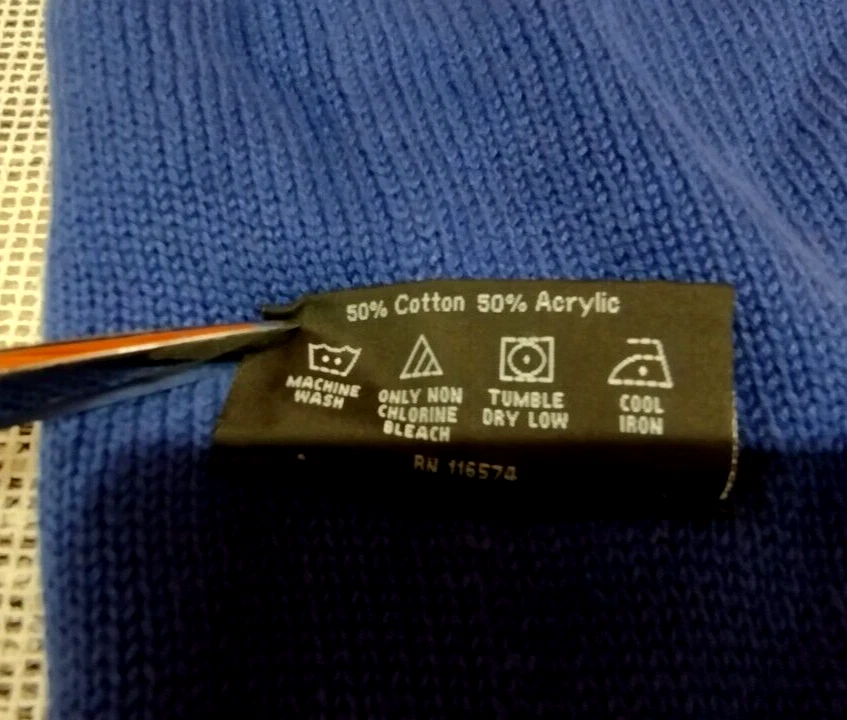 50% Cotton 50% Acrylic
MACHINE
WASH
ONLY NON
CHLORINE
BLEACH
TUMBLE
DRY LOW
COOL
IRON
RN 116574